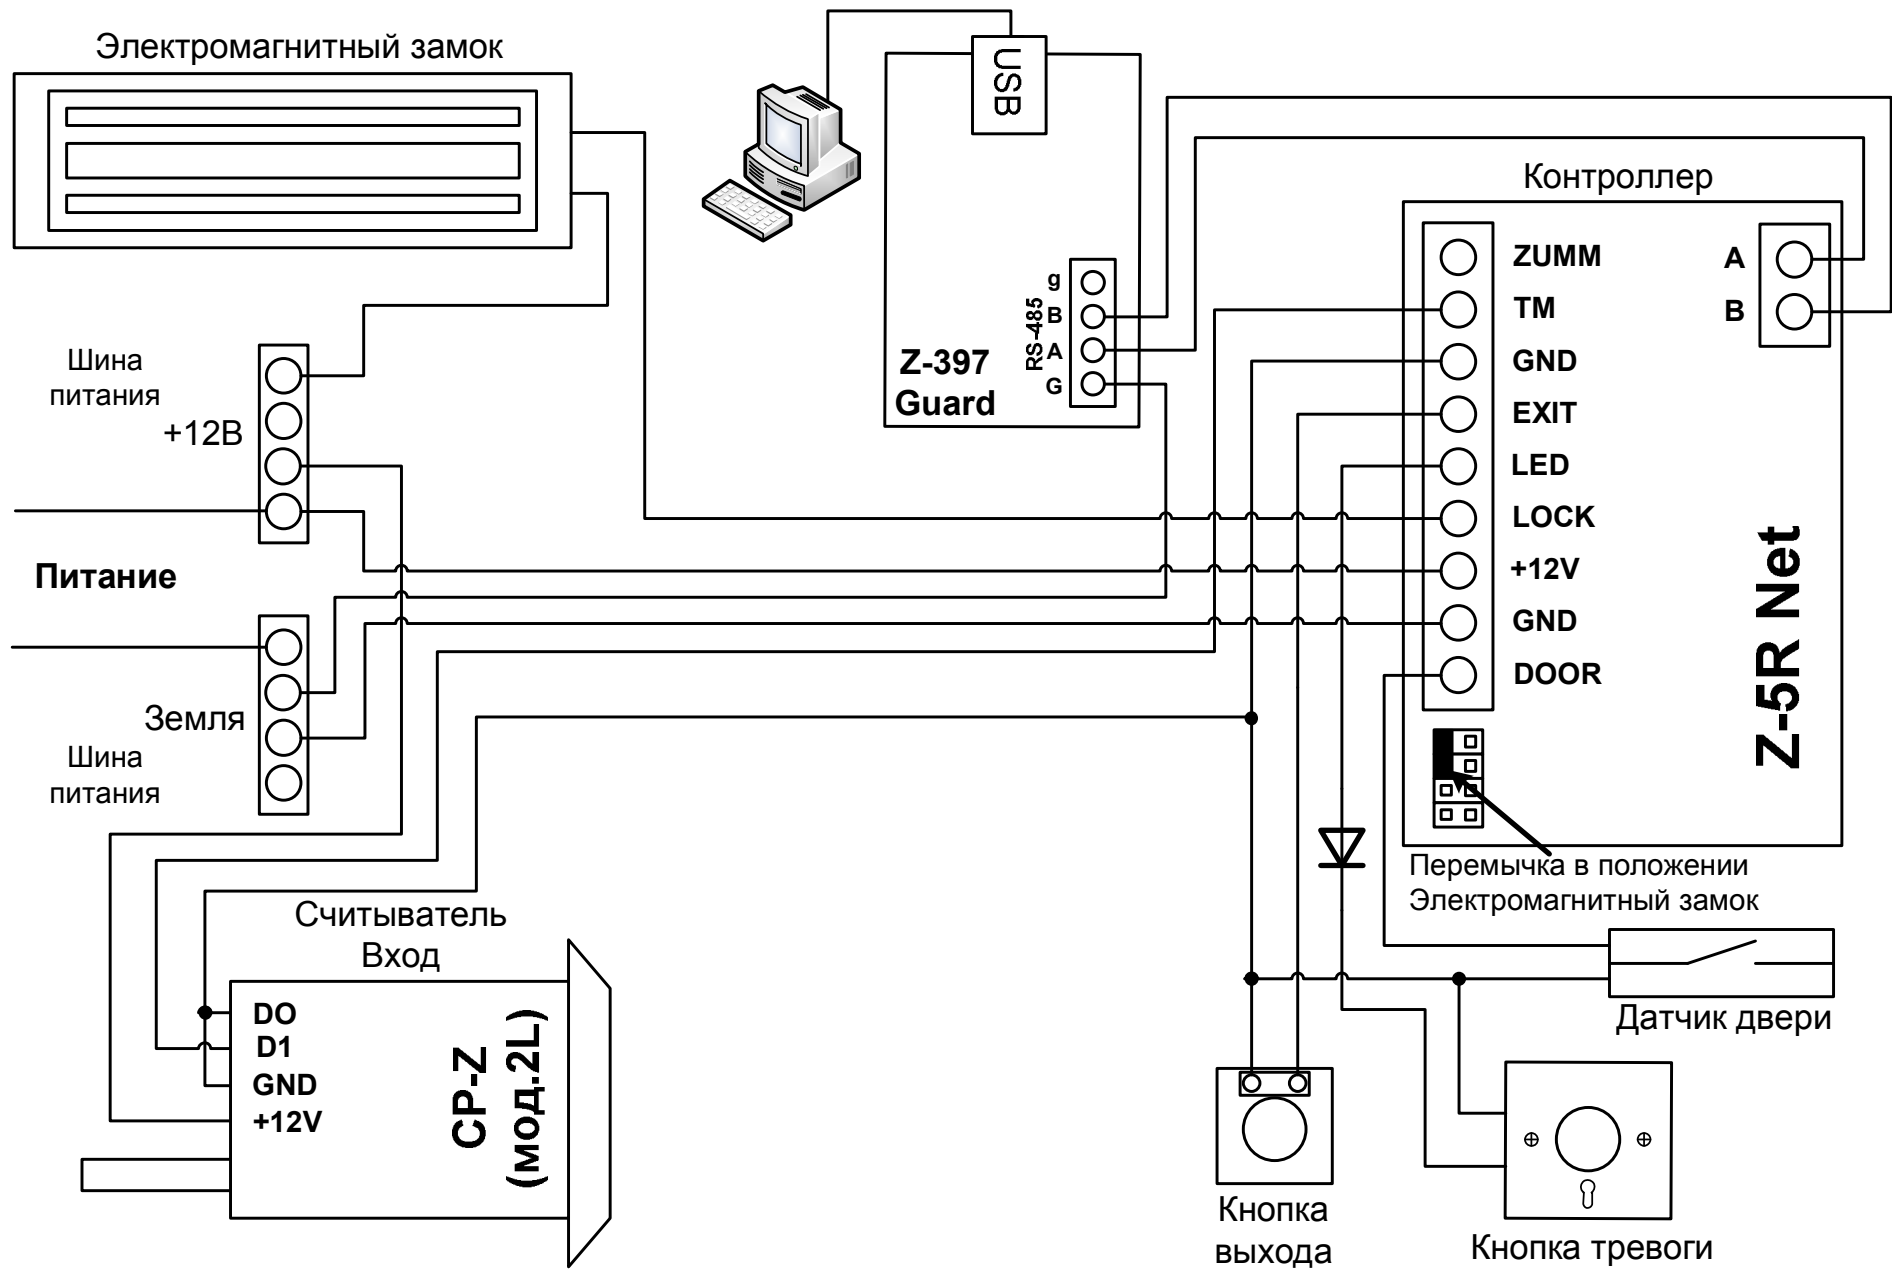 Электромагнитный замок
USB
Контроллер
ZUMM
TM
GND
EXIT
LED
LOCK
+12V
GND
DOOR
A
B
Z-5R Net
g
B
A
G
RS-485
Z-397
Guard
Шина
питания
+12В
Питание
Земля
Шина
питания
Перемычка в положении
Электромагнитный замок
Считыватель
Вход
DO
D1
GND
+12V
CP-Z
(мод.2L)
Датчик двери
Кнопка
выхода
Кнопка тревоги